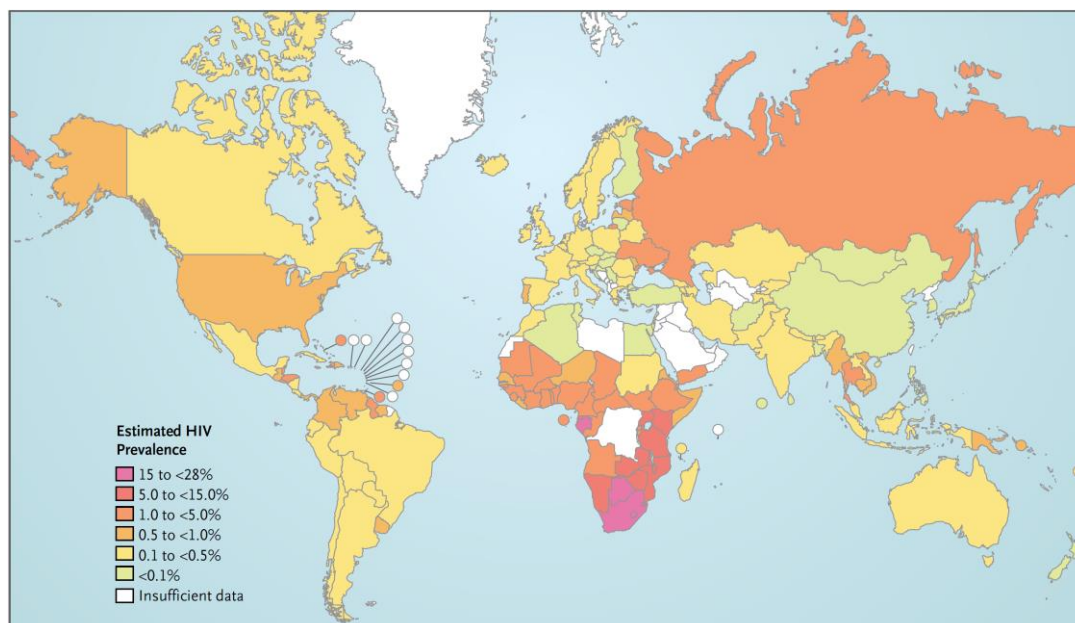 Estimated HIV
Prevalence
15 to <28%
5.0 to <15.0%
1.0 to <5.0%
0.5 to <1.0%
0.1 to <0.5%
<0.1%
Insufficient data